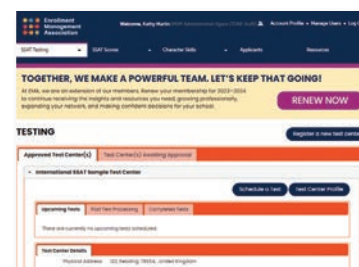 Enrollment
Management
Association
Welcome, Kathy
Account Profile • Manage Users • Log
SSAT Testing
SSAT Scores
Character Skills
Applicants
Resources
TOGETHER, WE MAKE A POWERFUL TEAM. LET'S KEEP THAT GOING!
At EMA, we are an extension of our members. Renew your membership for 2023–2024
to continue receiving the insights and resources you need, growing professionally,
expanding your network, and making confident decisions for your school.
RENEW NOW
TESTING
Register a new test cent
Approved Test Center(s)
Test Center(s) Awaiting Approval
International SSAT Sample Test Center
Schedule a Test
Test Center Profile
Upcoming Tests
Post Test Processing
Completed Tests
There are currently no upcoming tests scheduled.
Test Center Details
Physical Address
United Kingdom